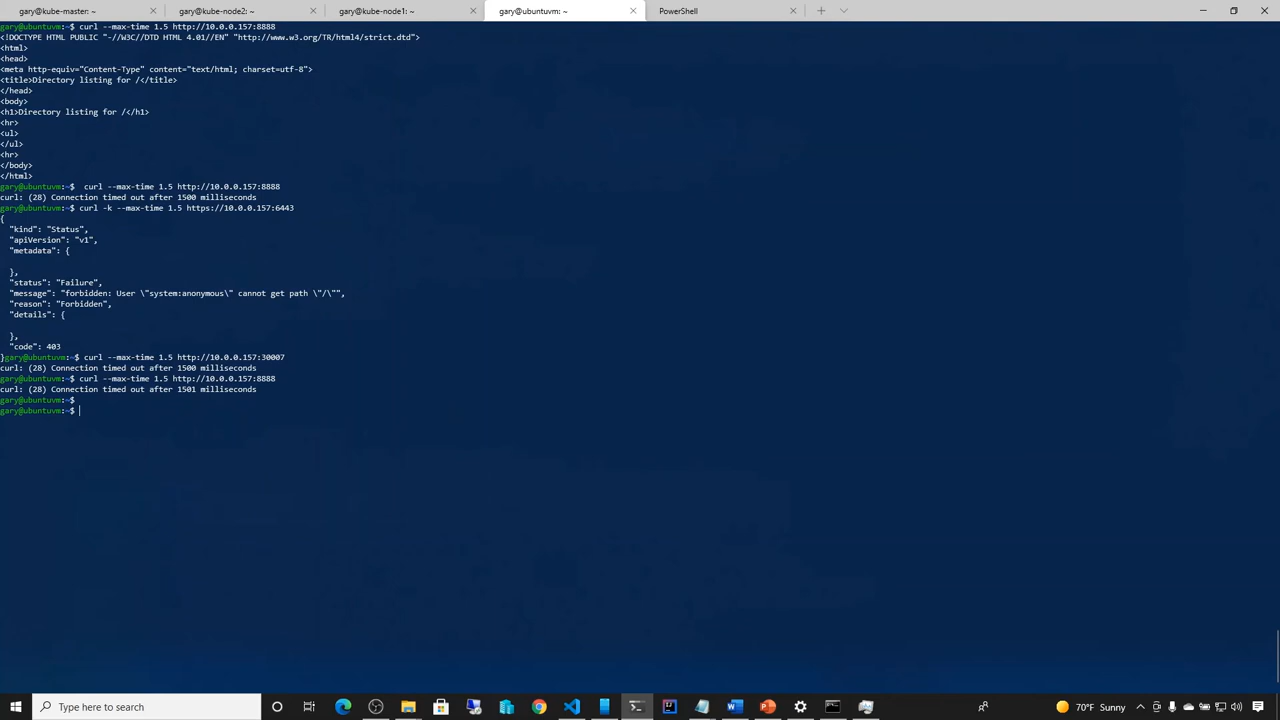 gary@kube-master: ~
gary@kube-node2: ~
gary@kube-node1: ~
gary@ubuntuvm: ~
PowerShell
gary@ubuntuvm:~$ curl --max-time 1.5 http://10.0.0.157:8888
<!DOCTYPE HTML PUBLIC "-//W3C//DTD HTML 4.01//EN" "http://www.w3.org/TR/html4/strict.dtd">
<html>
<head>
<meta http-equiv="Content-Type" content="text/html; charset=utf-8">
<title>Directory listing for /</title>
</head>
<body>
<h1>Directory listing for /</h1>
<hr>
<ul>
</ul>
<hr>
</body>
</html>
gary@ubuntuvm:~$  curl --max-time 1.5 http://10.0.0.157:8888
curl: (28) Connection timed out after 1500 milliseconds
gary@ubuntuvm:~$ curl -k --max-time 1.5 https://10.0.0.157:6443
{
  "kind": "Status",
  "apiVersion": "v1",
  "metadata": {

  },
  "status": "Failure",
  "message": "forbidden: User \"system:anonymous\" cannot get path \"/\"",
  "reason": "Forbidden",
  "details": {

  },
  "code": 403
}gary@ubuntuvm:~$ curl --max-time 1.5 http://10.0.0.157:30007
curl: (28) Connection timed out after 1500 milliseconds
gary@ubuntuvm:~$ curl --max-time 1.5 http://10.0.0.157:8888
curl: (28) Connection timed out after 1501 milliseconds
gary@ubuntuvm:~$
gary@ubuntuvm:~$
Type here to search
70°F Sunny